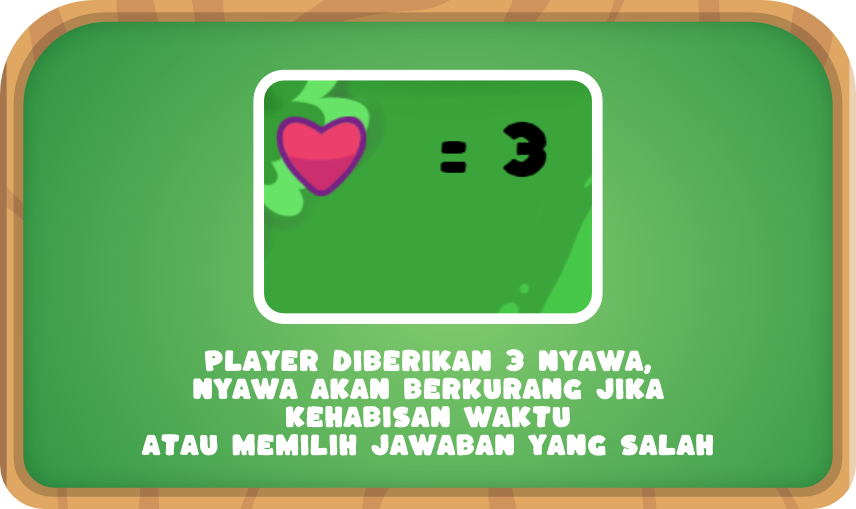 = 3
PLAYER DIBERIKAN 3 NYAWA,
NYAWA AKAN BERKURANG JIKA
KEHABISAN WAKTU
ATAU MEMILIH JAWABAN YANG SALAH